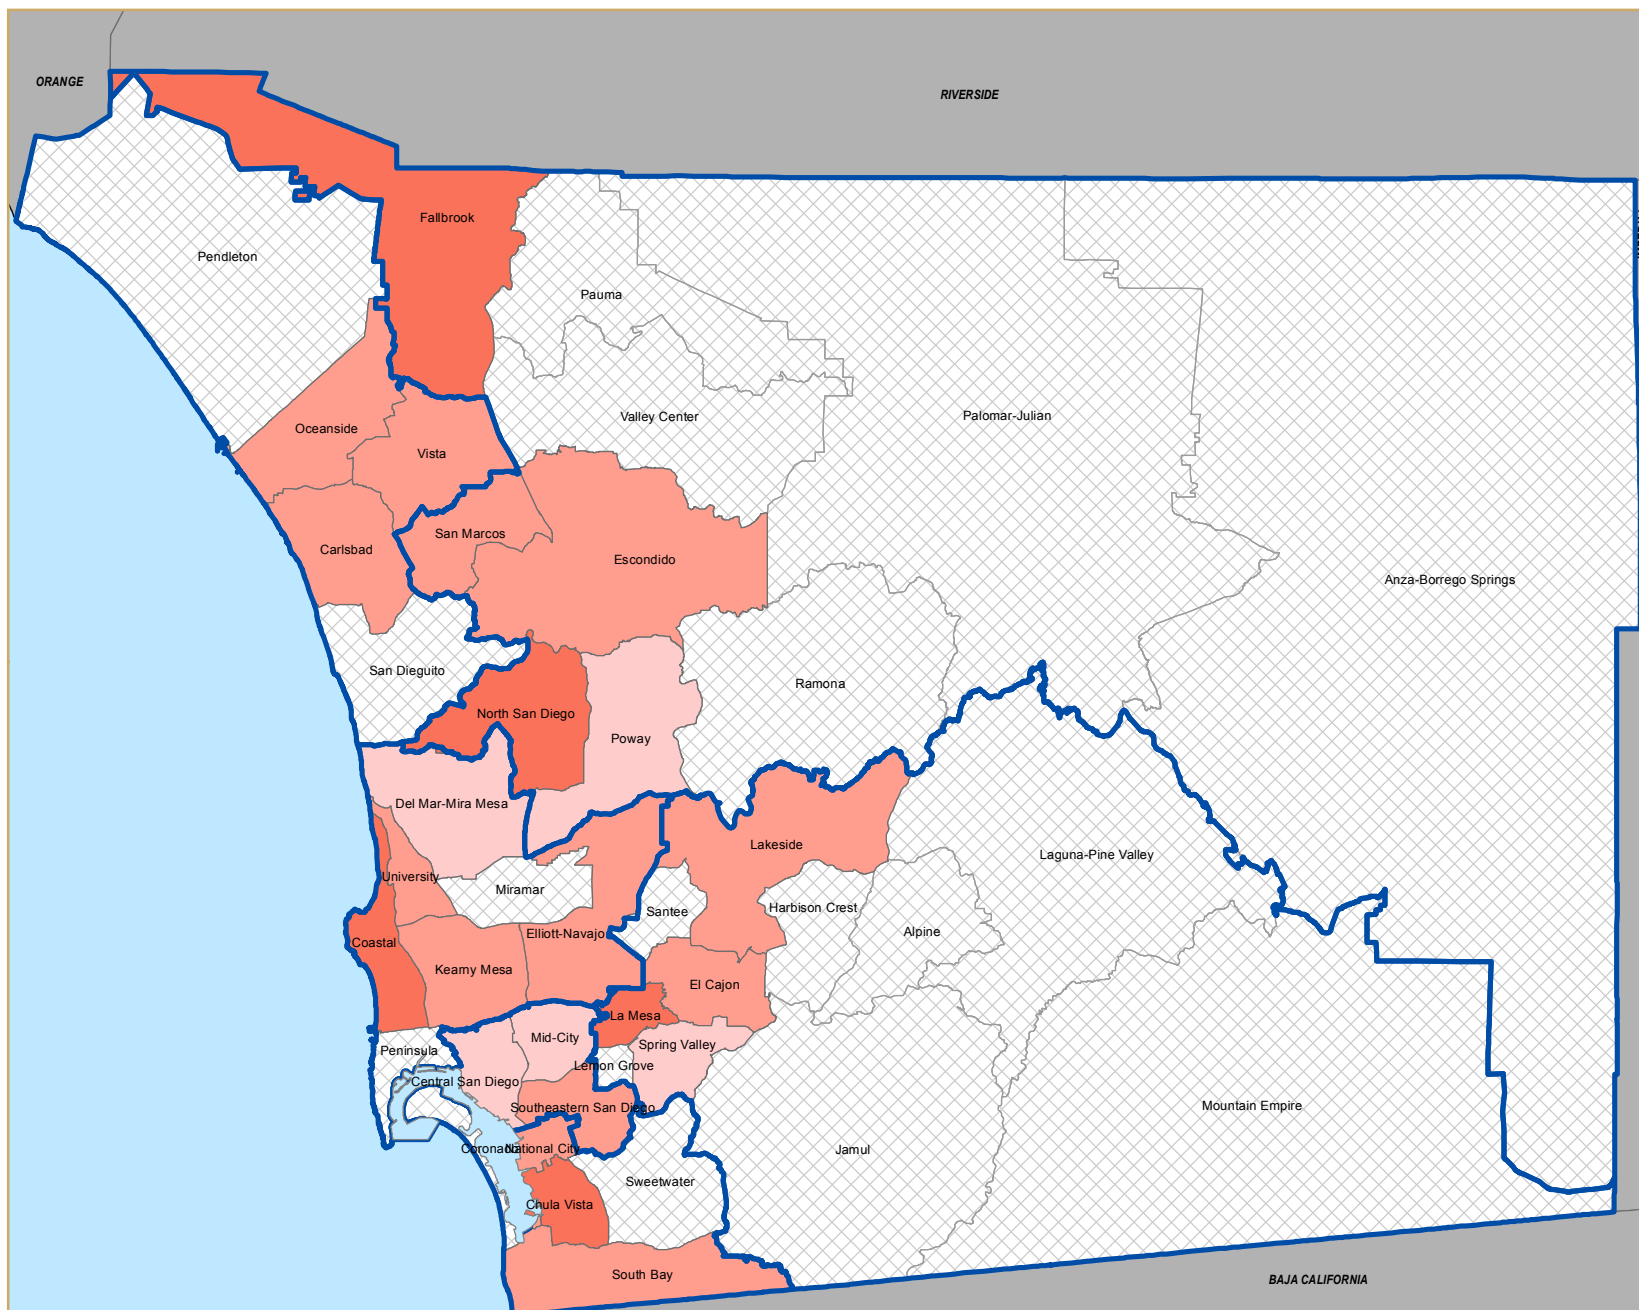 ORANGE
RIVERSIDE
Fallbrook
Pendleton
Pauma
Palomar-Julian
Valley Center
Oceanside
Vista
San Marcos
Carlsbad
Escondido
Anza-Borrego Springs
San Dieguito
Ramona
North San Diego
Poway
Del Mar-Mira Mesa
Lakeside
Laguna-Pine Valley
University
Miramar
Santee
Harbison Crest
Alpine
Elliott-Navajo
Coastal
Kearny Mesa
El Cajon
La Mesa
Mid-City
Spring Valley
Peninsula
Lemon Grove
Central San Diego
Southeastern San Diego
Mountain Empire
Coronado
National City
Jamul
Sweetwater
Chula Vista
South Bay
BAJA CALIFORNIA